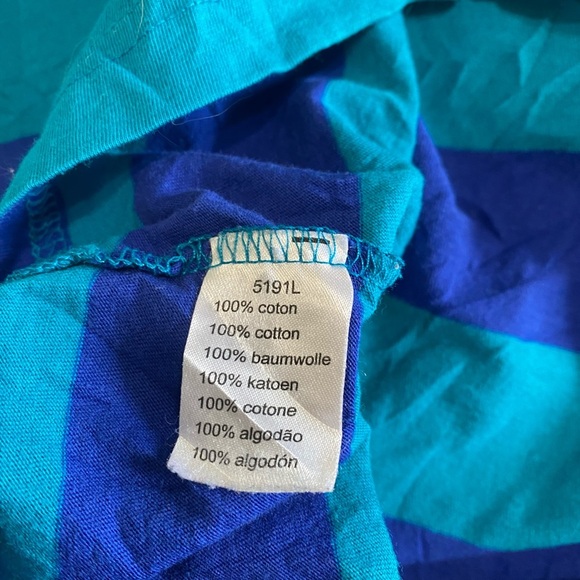 5191L
100% coton
100% cotton
100% baumwolle
100% katoen
100% cotone
100% algodão
100% algodón